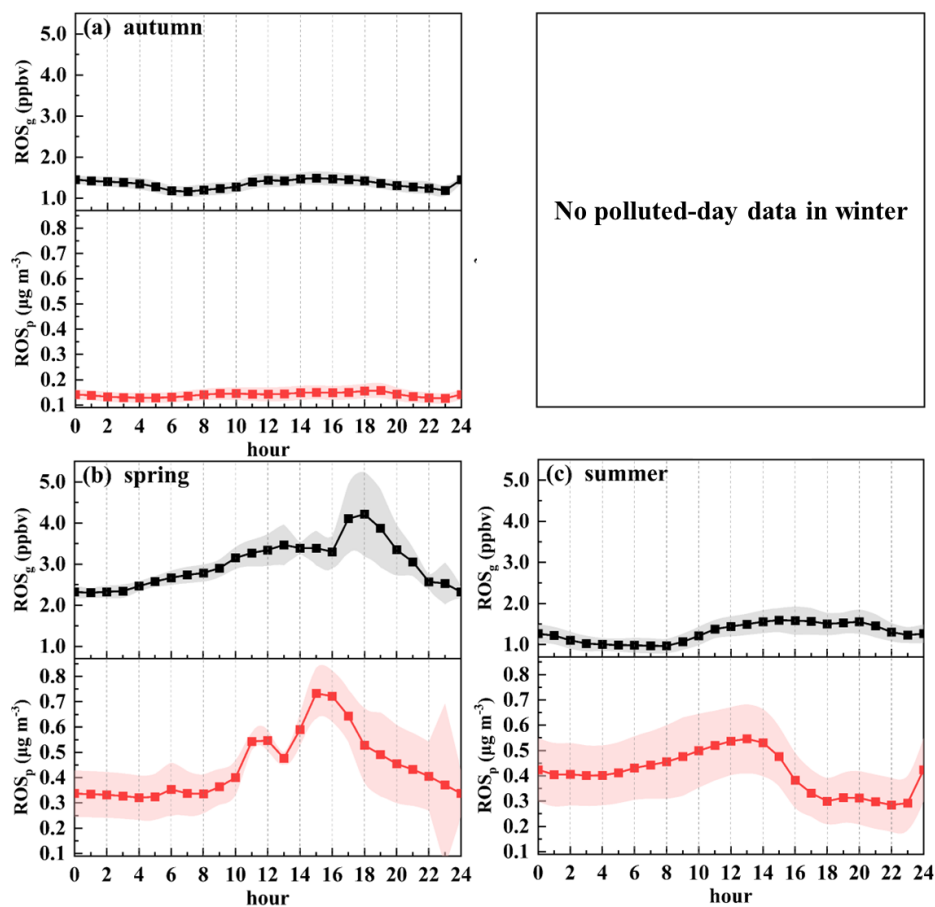 (a) autumn
5.0
4.0
3.0
2.0
1.0
ROSg (ppbv)
0.8
0.7
0.6
0.5
0.4
0.3
0.2
0.1
ROSp (μg m-3)
0 2 4 6 8 10 12 14 16 18 20 22 24
hour
No polluted-day data in winter
(b) spring
5.0
4.0
3.0
2.0
1.0
ROSg (ppbv)
0.8
0.7
0.6
0.5
0.4
0.3
0.2
0.1
ROSp (μg m-3)
0 2 4 6 8 10 12 14 16 18 20 22 24
hour
(c) summer
5.0
4.0
3.0
2.0
1.0
ROSg (ppbv)
0.8
0.7
0.6
0.5
0.4
0.3
0.2
0.1
ROSp (μg m-3)
0 2 4 6 8 10 12 14 16 18 20 22 24
hour